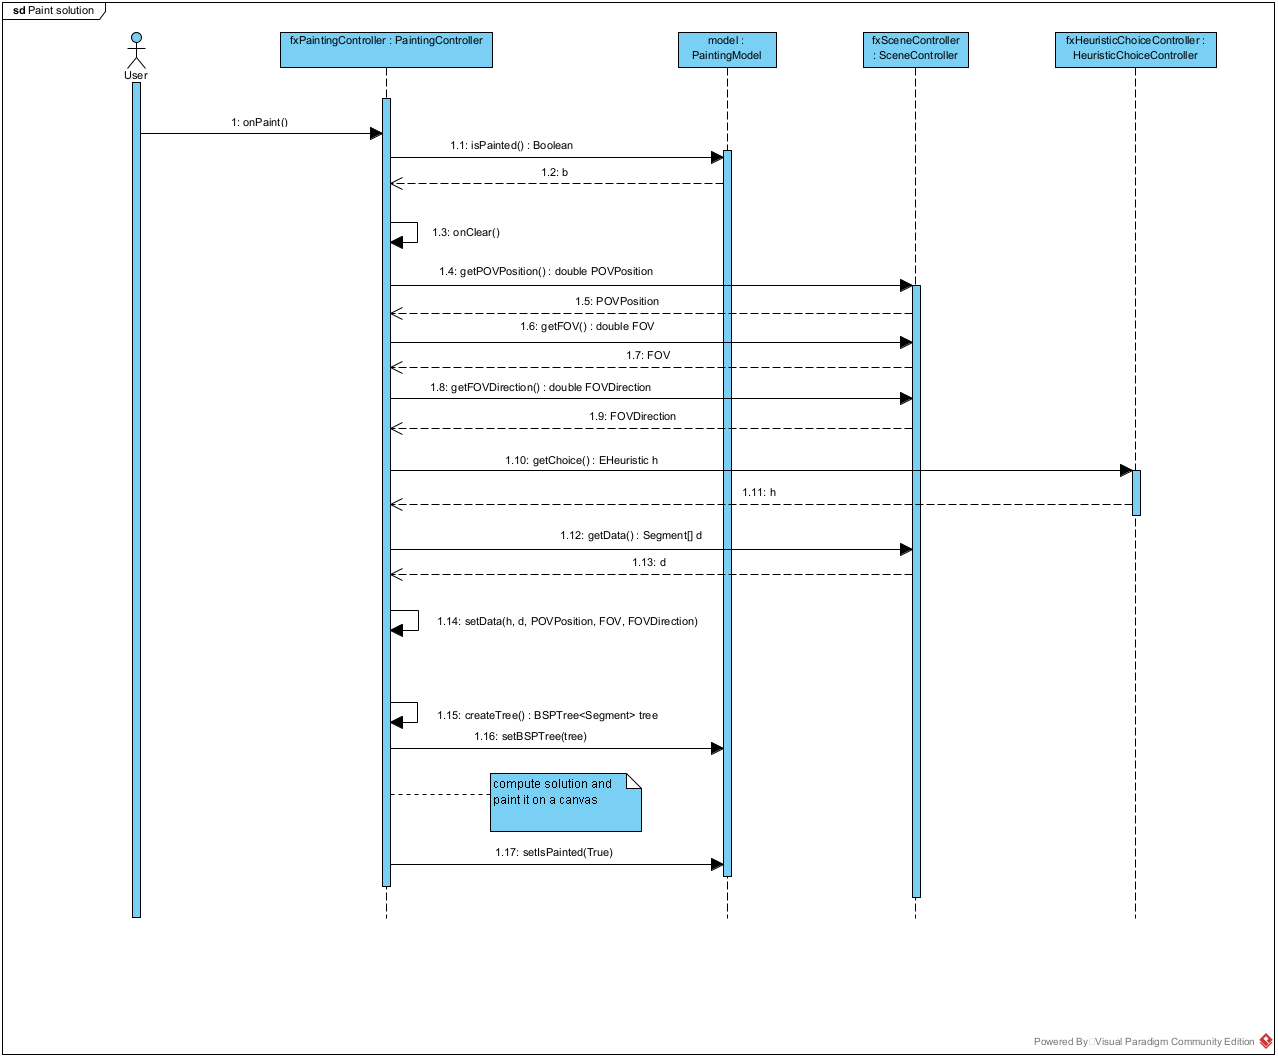 sd Paint solution
fxPaintingController : PaintingController
model :
PaintingModel
fxSceneController
: SceneController
fxHeuristicChoiceController :
HeuristicChoiceController
User
1: onPaint()
1.1: isPainted() : Boolean
1.2: b
1.3: onClear()
1.4: getPOVPosition() : double POVPosition
1.5: POVPosition
1.6: getFOV() : double FOV
1.7: FOV
1.8: getFOVDirection() : double FOVDirection
1.9: FOVDirection
1.10: getChoice() : EHeuristic h
1.11: h
1.12: getData() : Segment[] d
1.13: d
1.14: setData(h, d, POVPosition, FOV, FOVDirection)
1.15: createTree() : BSPTree<Segment> tree
1.16: setBSPTree(tree)
compute solution and
paint it on a canvas
1.17: setIsPainted(True)
Powered By Visual Paradigm Community Edition